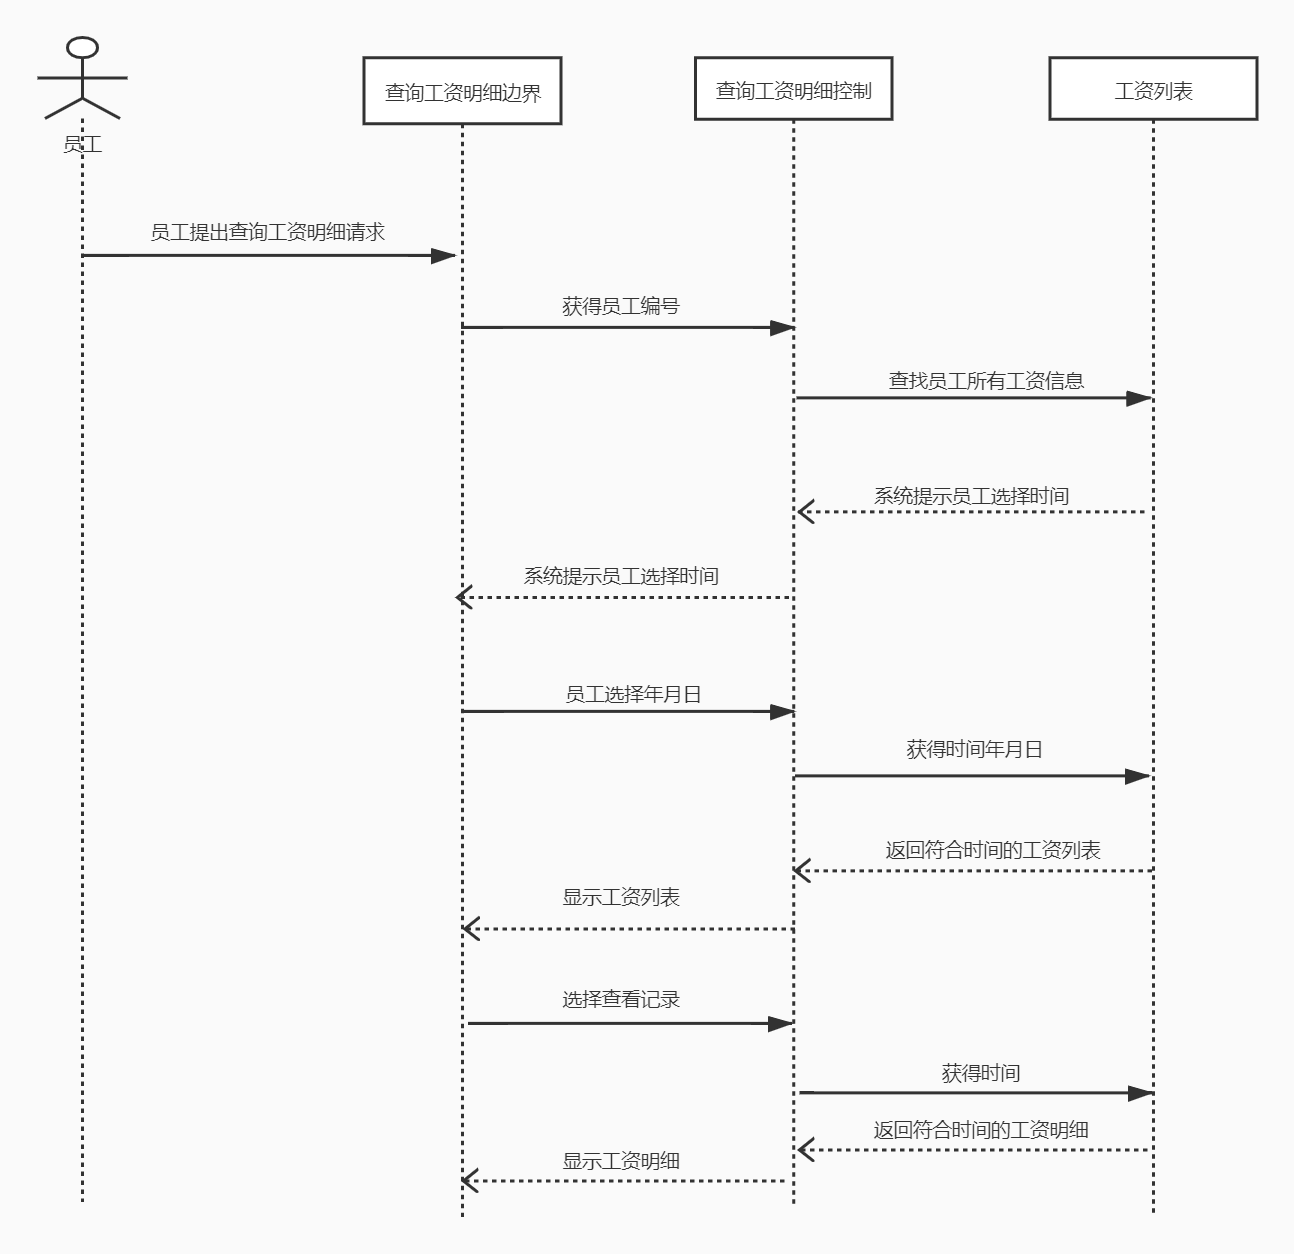 查询工资明细边界
查询工资明细控制
工资列表
员工
员工提出查询工资明细请求
获得员工编号
查找员工所有工资信息
系统提示员工选择时间
系统提示员工选择时间
员工选择年月日
获得时间年月日
返回符合时间的工资列表
显示工资列表
选择查看记录
获得时间
返回符合时间的工资明细
显示工资明细